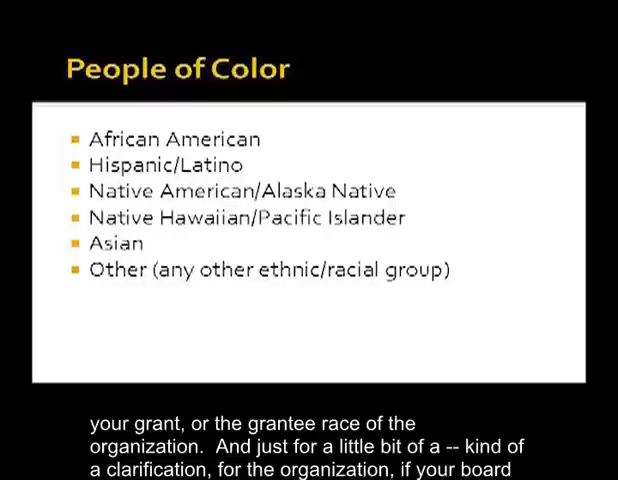 People of Color
African American
Hispanic/Latino
Native American/Alaska Native
Native Hawaiian/Pacific Islander
Asian
Other (any other ethnic/racial group)
your grant, or the grantee race of the
organization.  And just for a little bit of a -- kind of
a clarification, for the organization, if your board